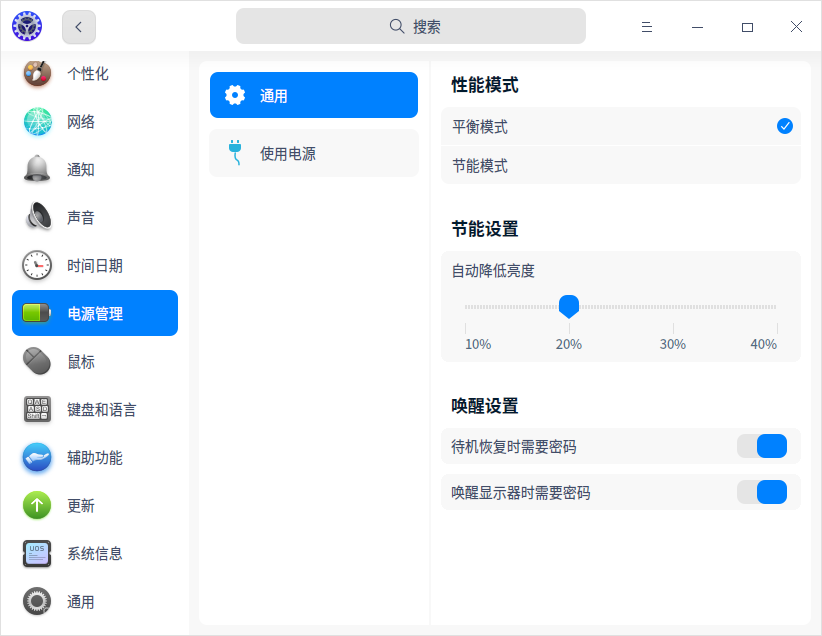 搜索
个性化
网络
通知
声音
时间日期
电源管理
鼠标
键盘和语言
辅助功能
更新
UOS
系统信息
通用
通用
使用电源
性能模式
平衡模式
节能模式
节能设置
自动降低亮度
10% 20% 30% 40%
唤醒设置
待机恢复时需要密码
唤醒显示器时需要密码